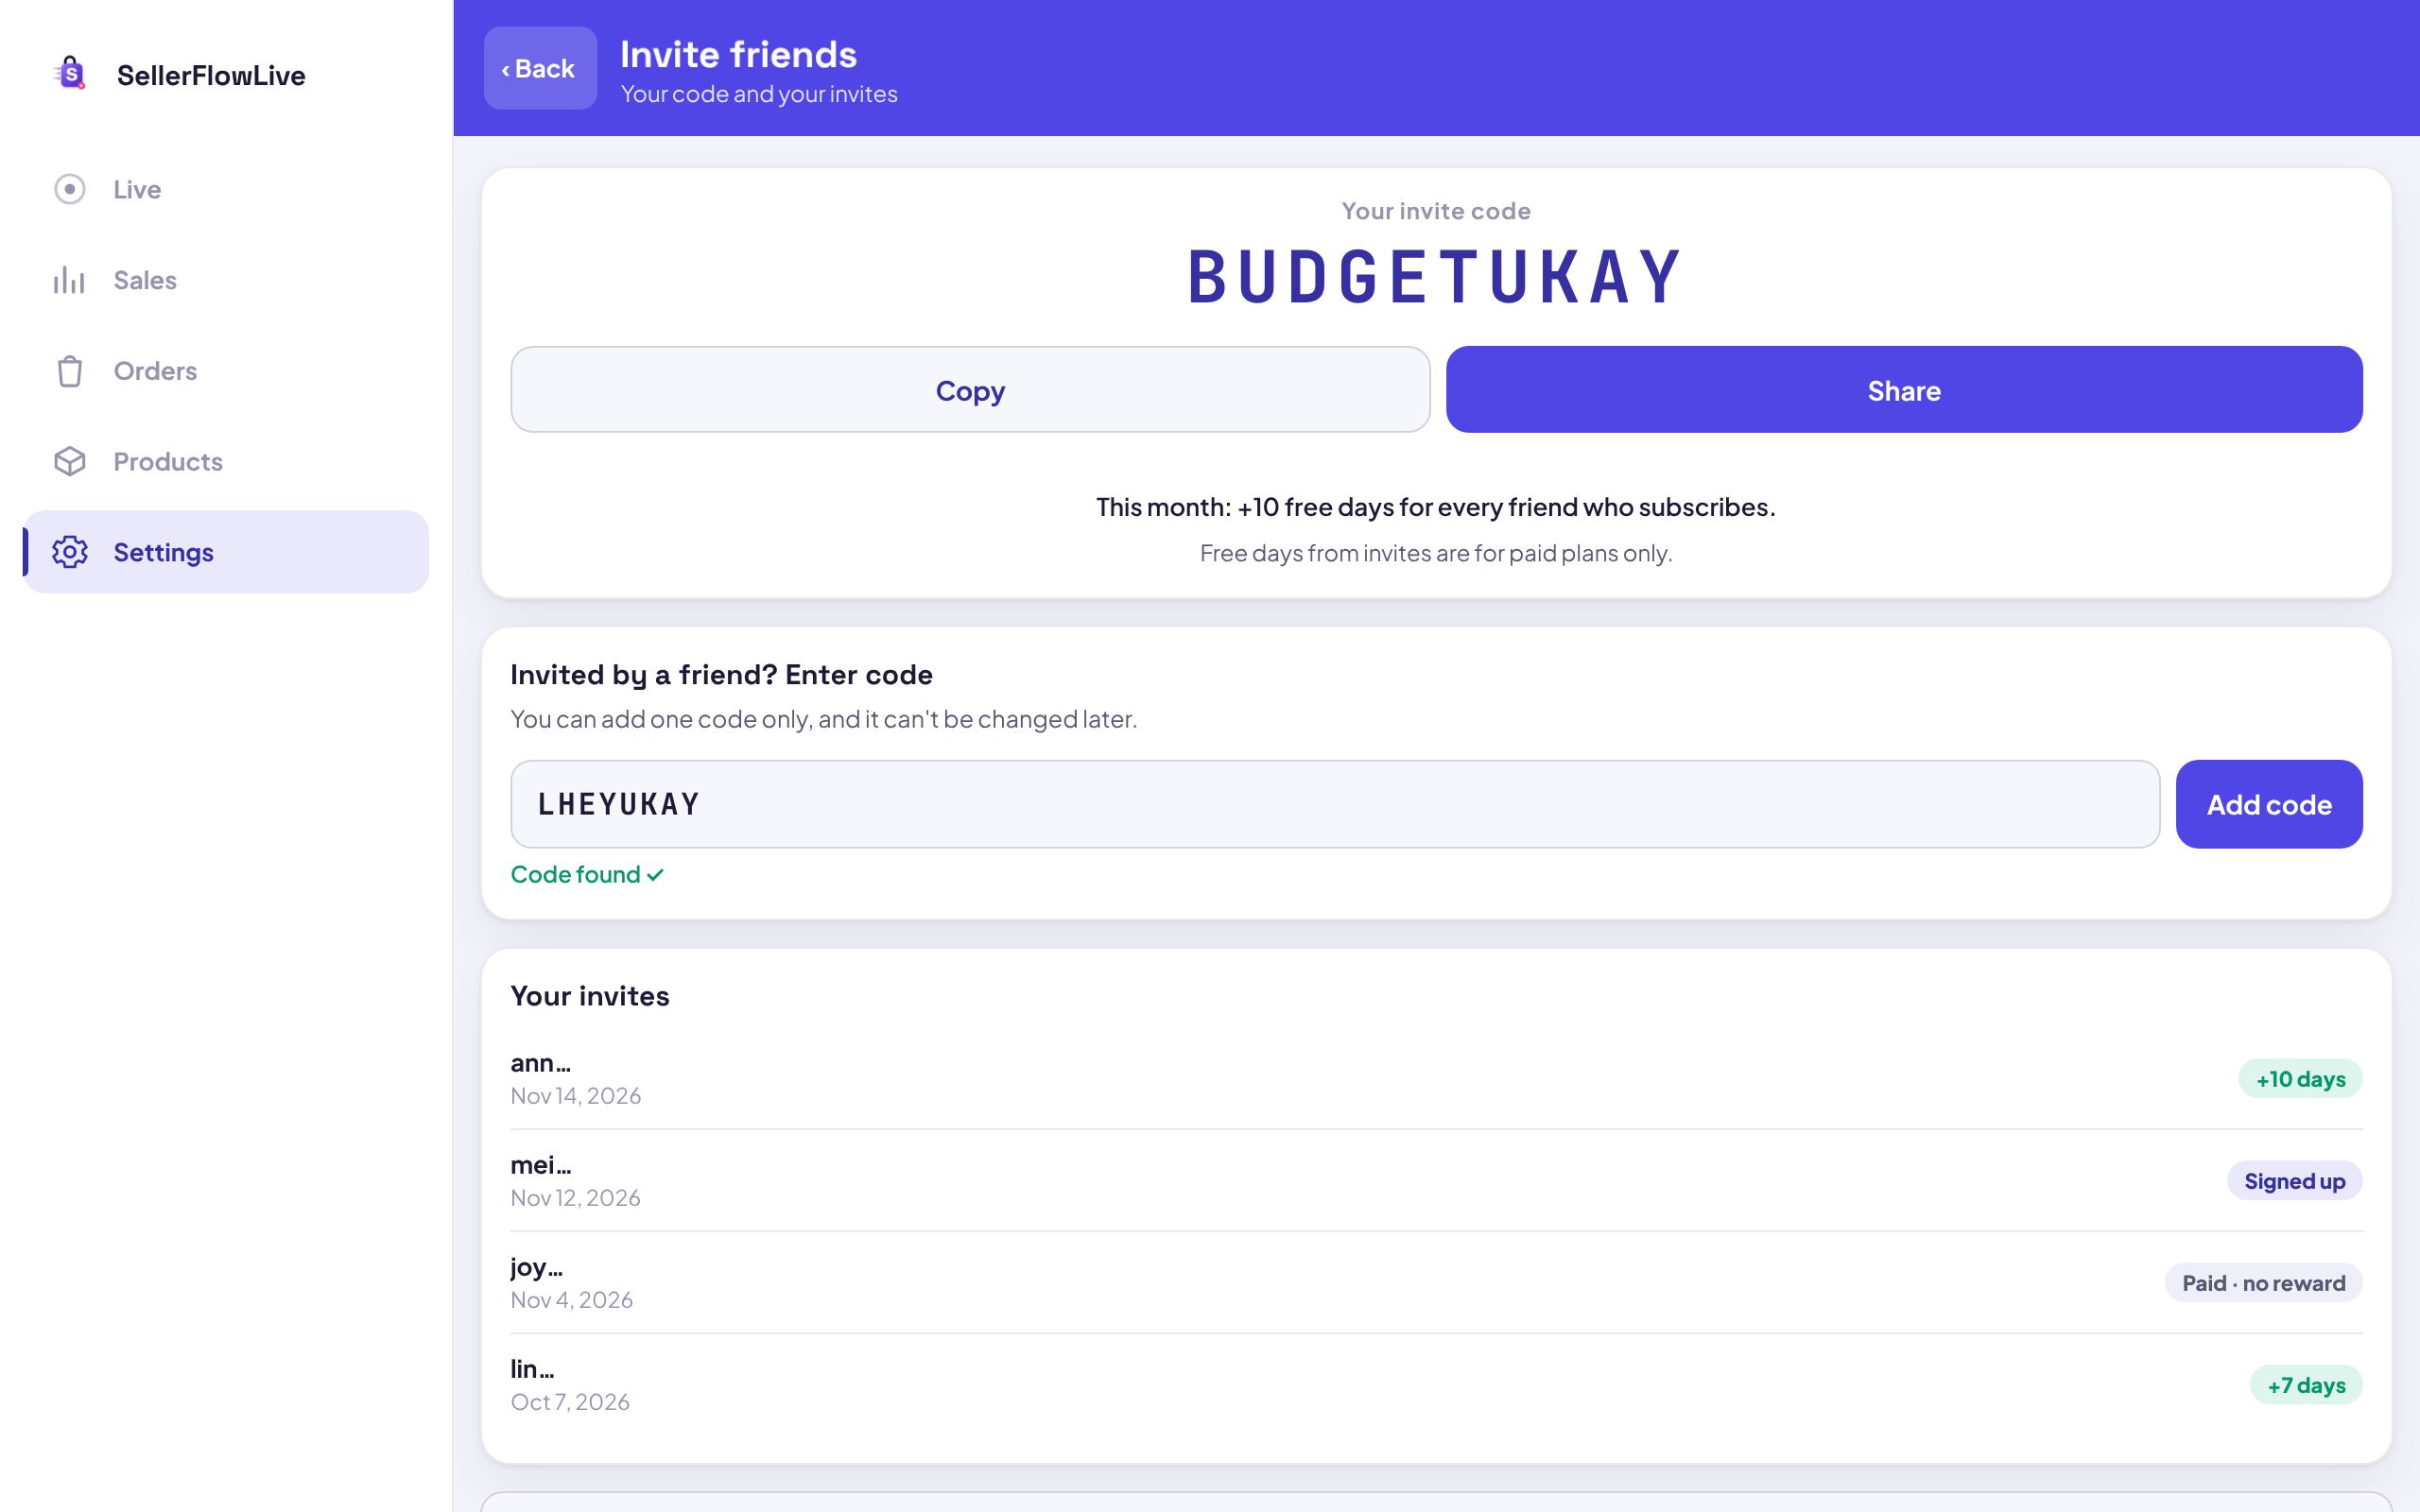 SellerFlowLive
Live
Sales
Orders
Products
Settings
‹ Back
Invite friends
Your code and your invites
Your invite code
BUDGETUKAY
Copy
Share
This month: +10 free days for every friend who subscribes.
Free days from invites are for paid plans only.
Invited by a friend? Enter code
You can add one code only, and it can't be changed later.
LHEYUKAY
Add code
Code found ✓
Your invites
ann...
Nov 14, 2026
+10 days
mei...
Nov 12, 2026
Signed up
joy...
Nov 4, 2026
Paid · no reward
lin...
Oct 7, 2026
+7 days